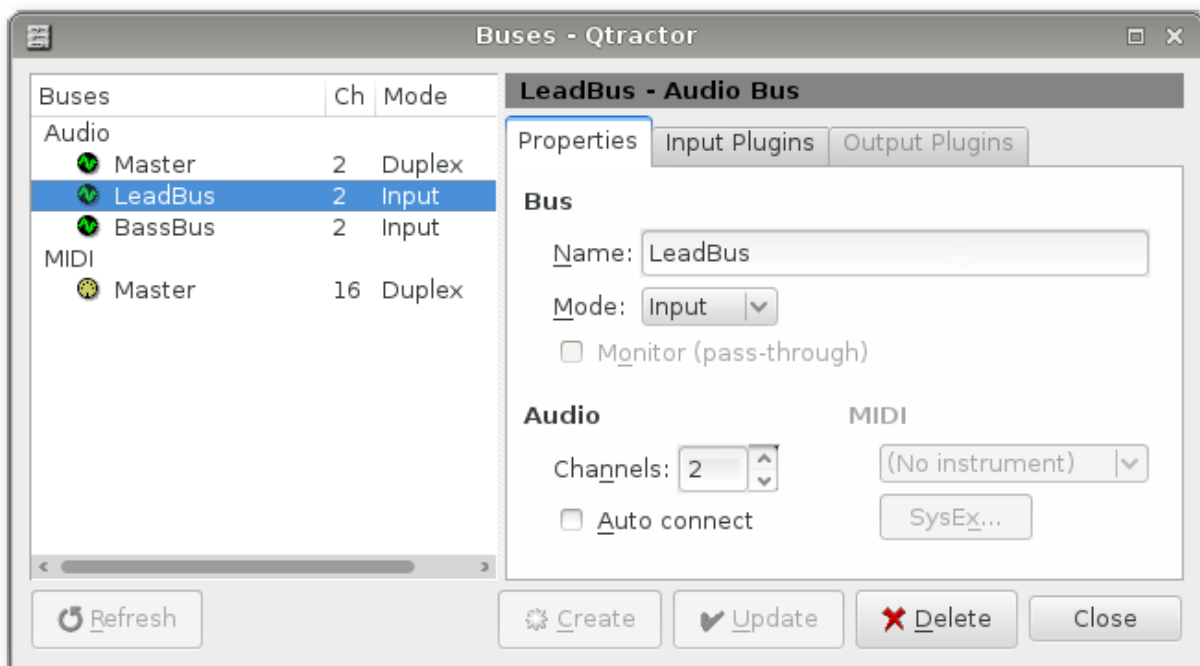 Buses - Qtractor
Buses Ch Mode
Audio
Master 2 Duplex
LeadBus 2 Input
BassBus 2 Input
MIDI
Master 16 Duplex
LeadBus - Audio Bus
Properties Input Plugins Output Plugins
Bus
Name: LeadBus
Mode: Input
Monitor (pass-through)
Audio MIDI
Channels: 2 (No instrument)
Auto connect SysEx...
Refresh Create Update Delete Close